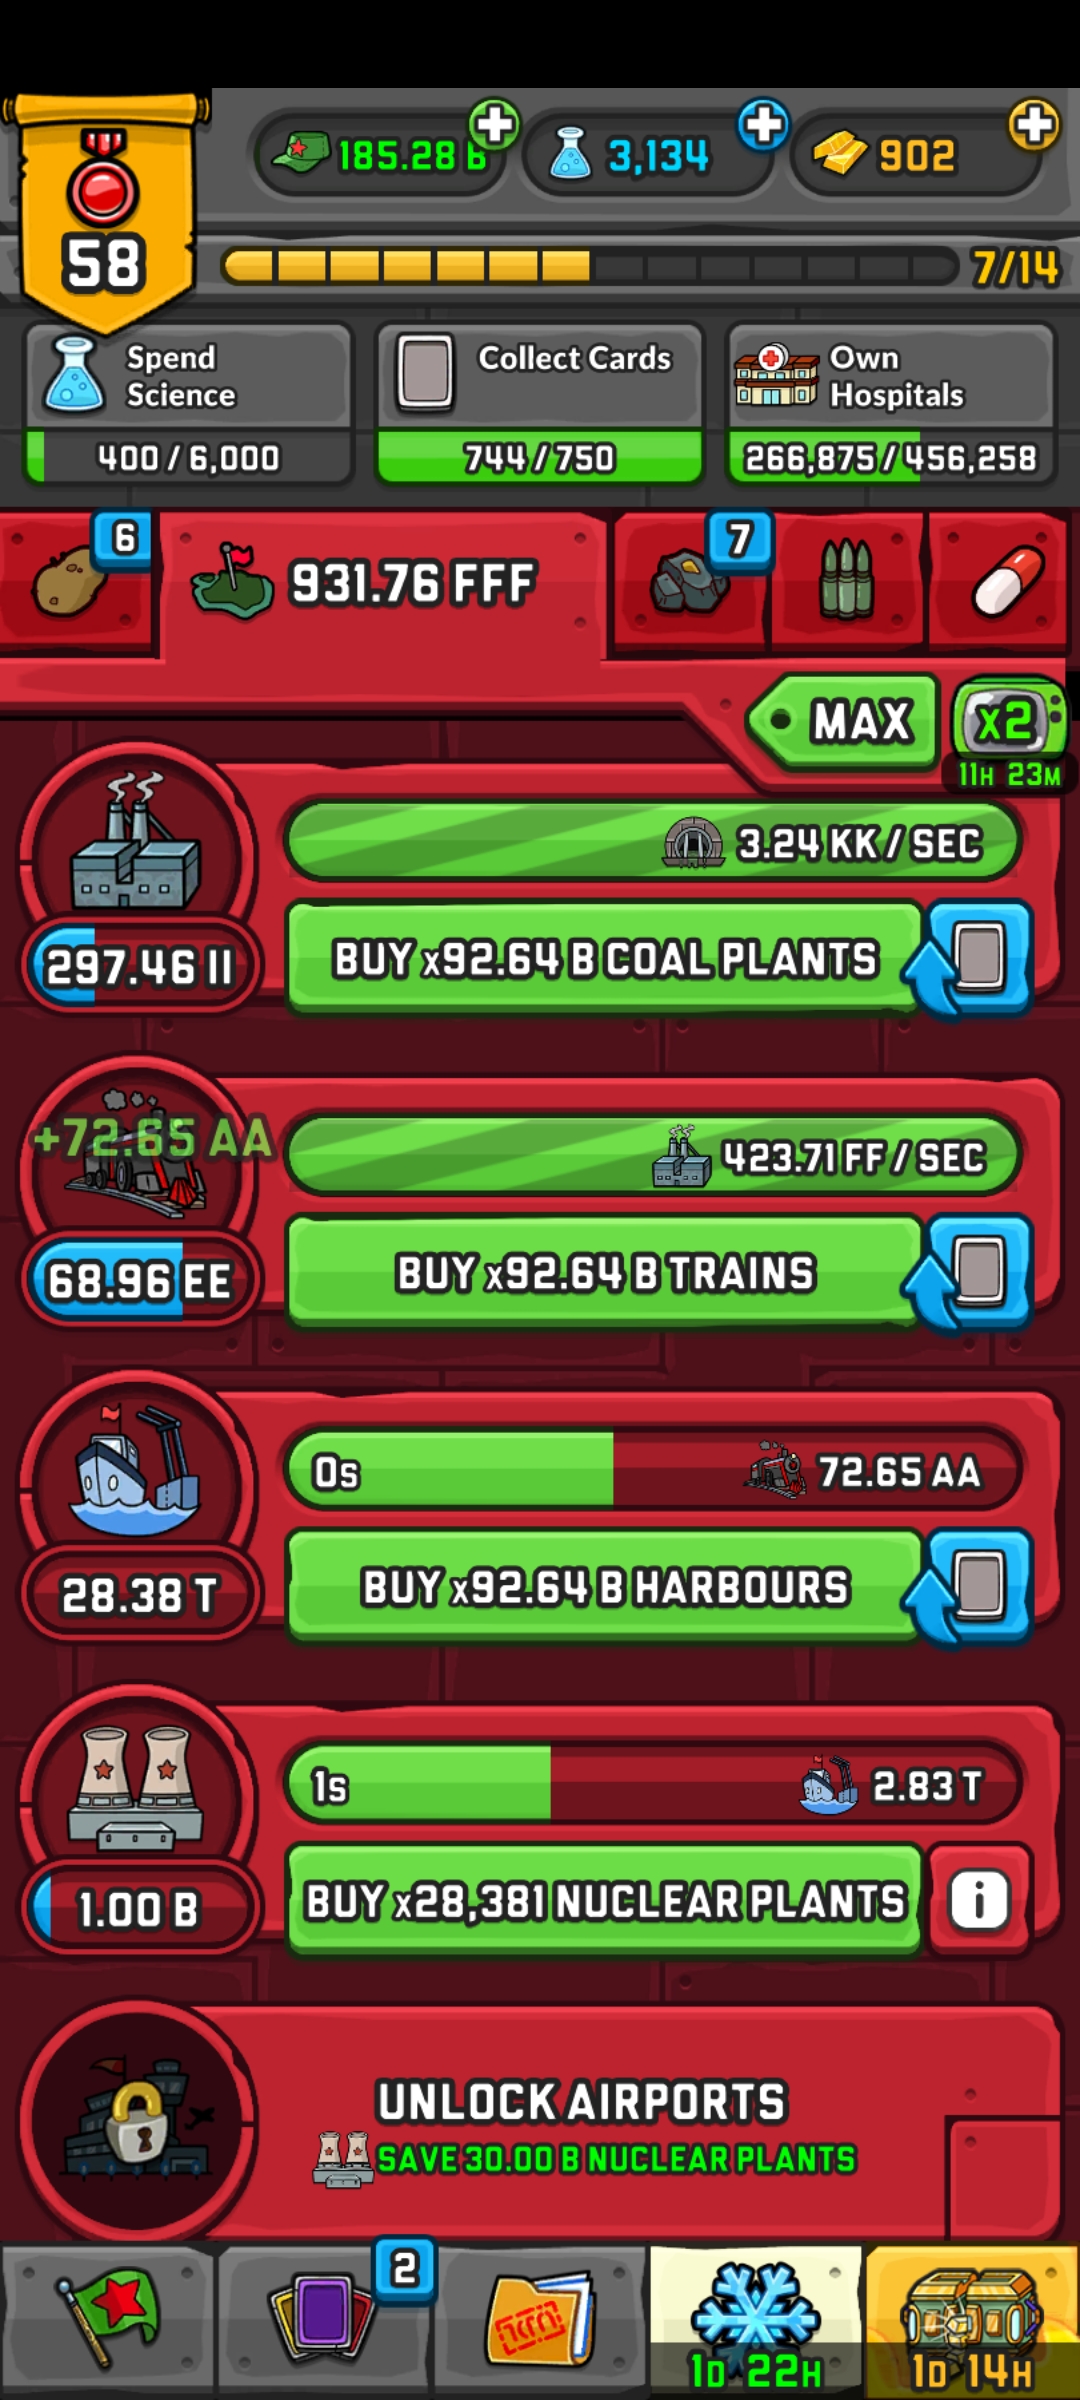 58
185.28 B
3,134
902
7/14
Spend
Science
400 / 6,000
Collect Cards
744 / 750
Own
Hospitals
266,875 / 456,258
6
931.76 FFF
7
MAX
x2
11H 23M
3.24 KK / SEC
297.46 II
BUY x92.64 B COAL PLANTS
+72.65 AA
423.71 FF / SEC
68.96 EE
BUY x92.64 B TRAINS
0s
72.65 AA
28.38 T
BUY x92.64 B HARBOURS
1s
2.83 T
1.00 B
BUY x28,381 NUCLEAR PLANTS
i
UNLOCK AIRPORTS
SAVE 30.00 B NUCLEAR PLANTS
2
1D 22H
1D 14H